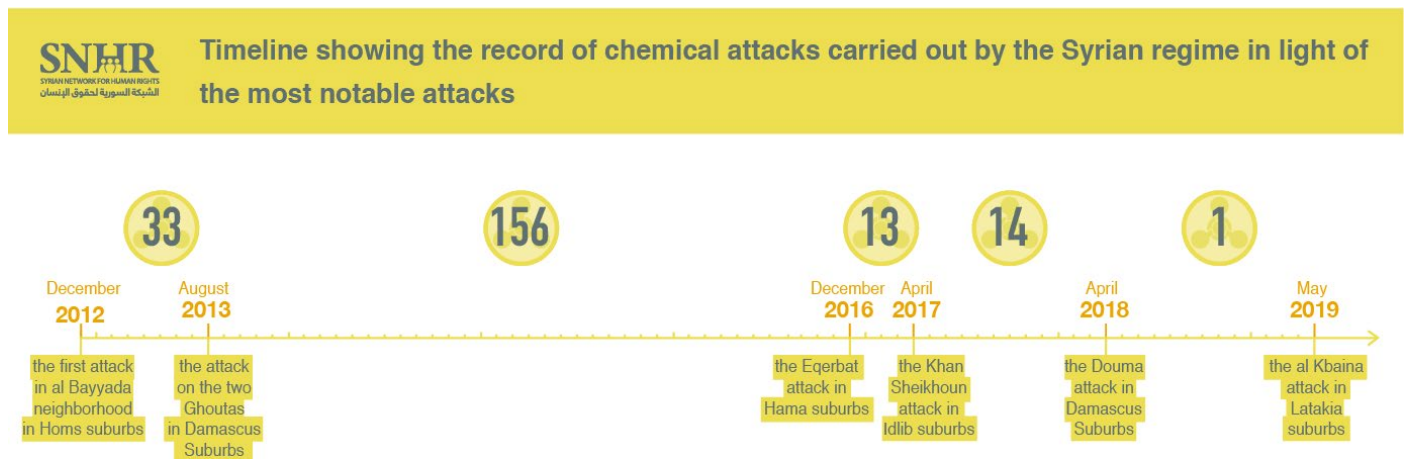 SNHR
SYRIAN NETWORK FOR HUMAN RIGHTS
الشبكة السورية لحقوق الإنسان
Timeline showing the record of chemical attacks carried out by the Syrian regime in light of
the most notable attacks
33
156
13
14
1
December
2012
August
2013
December
2016
April
2017
April
2018
May
2019
the first attack
in al Bayyada
neighborhood
in Homs suburbs
the attack
on the two
Ghoutas
in Damascus
Suburbs
the Eqerbat
attack in
Hama suburbs
the Khan
Sheikhoun
attack in
Idlib suburbs
the Douma
attack in
Damascus
Suburbs
the al Kbaina
attack in
Latakia
suburbs